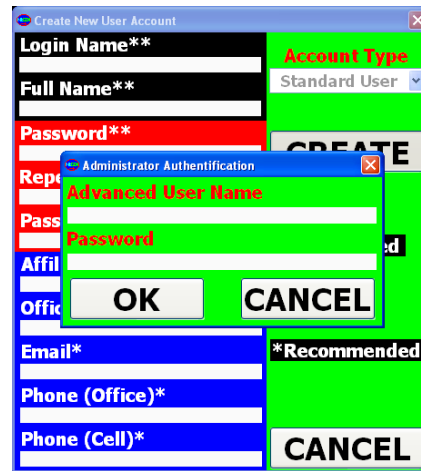 Create New User Account
Login Name**
Account Type
Full Name**
Standard User
Password**
CREATE
Administrator Authentification
Advanced User Name
Password
OK
CANCEL
Email*
*Recommended
Phone (Office)*
Phone (Cell)*
CANCEL